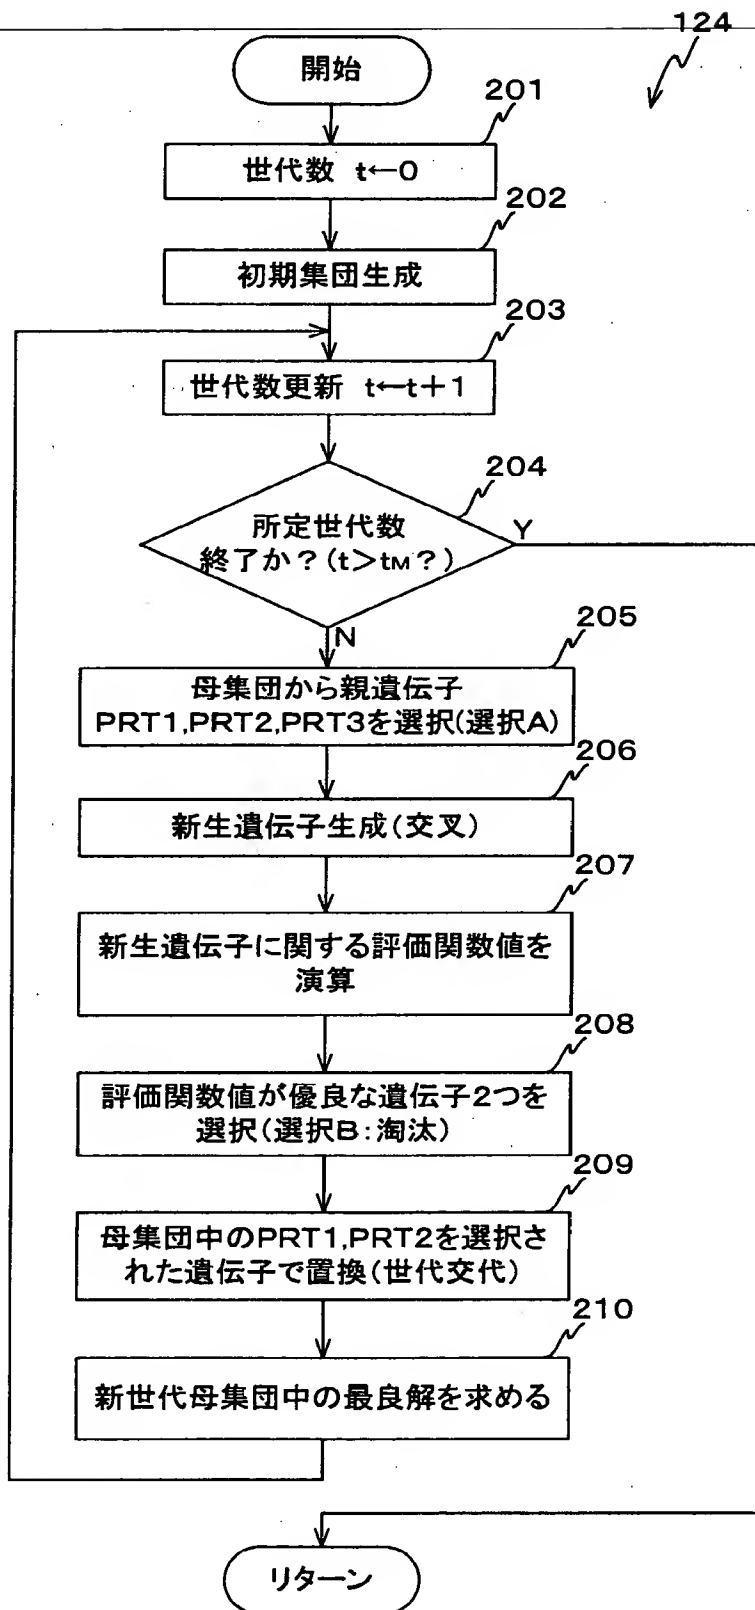 124
開始
201
世代数 t←0
202
初期集団生成
203
世代数更新 t←t+1
204
所定世代数
終了か?(t>tM?)
Y
N
205
母集団から親遺伝子
PRT1,PRT2,PRT3を選択(選択A)
206
新生遺伝子生成(交叉)
207
新生遺伝子に関する評価関数値を
演算
208
評価関数値が優良な遺伝子2つを
選択(選択B:淘汰)
209
母集団中のPRT1,PRT2を選択さ
れた遺伝子で置換(世代交代)
210
新世代母集団中の最良解を求める
リターン